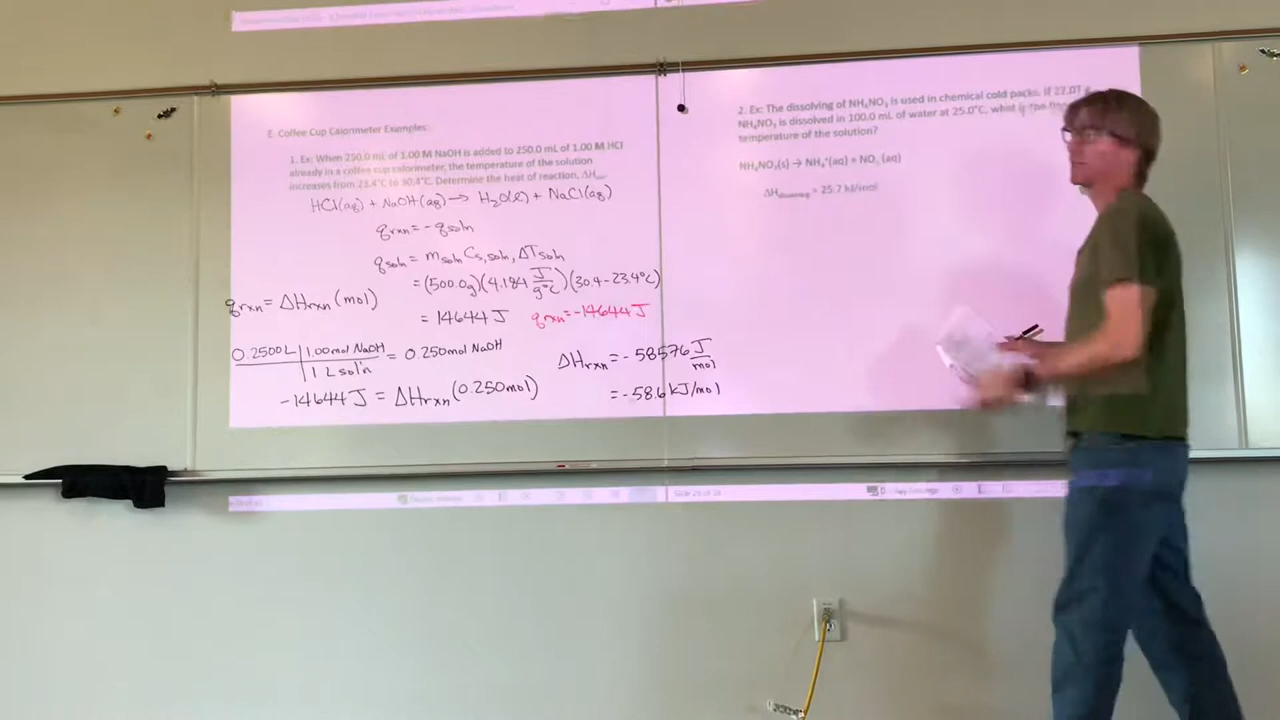 E. Coffee Cup Calorimeter Examples:
1. Ex: When 250.0 mL of 1.00 M NaOH is added to 250.0 mL of 1.00 M HCl
already in a coffee cup calorimeter, the temperature of the solution
increases from 23.4°C to 30.4°C. Determine the heat of reaction, ΔH
HCl(aq) + NaOH(aq) → H₂O(ℓ) + NaCl(aq)
qrxn = -qsoln
qsoln = msoln Cs,soln, ΔTsoln
= (500.0g)(4.184 J/g°C)(30.4-23.4°C)
qrxn = ΔHrxn(mol)
= 14644 J
qrxn = -14644 J
0.2500L | 1.00 mol NaOH = 0.250 mol NaOH
1 L sol'n
-14644 J = ΔHrxn(0.250 mol)
ΔHrxn = -58576 J/mol
= -58.6 kJ/mol
2. Ex: The dissolving of NH₄NO₃ is used in chemical cold packs. If
NH₄NO₃ is dissolved in 100.0 mL of water at 25.0°C, what is the
temperature of the solution?
NH₄NO₃(s) → NH₄⁺(aq) + NO₃⁻(aq)
ΔHdissolving = 25.7 kJ/mol